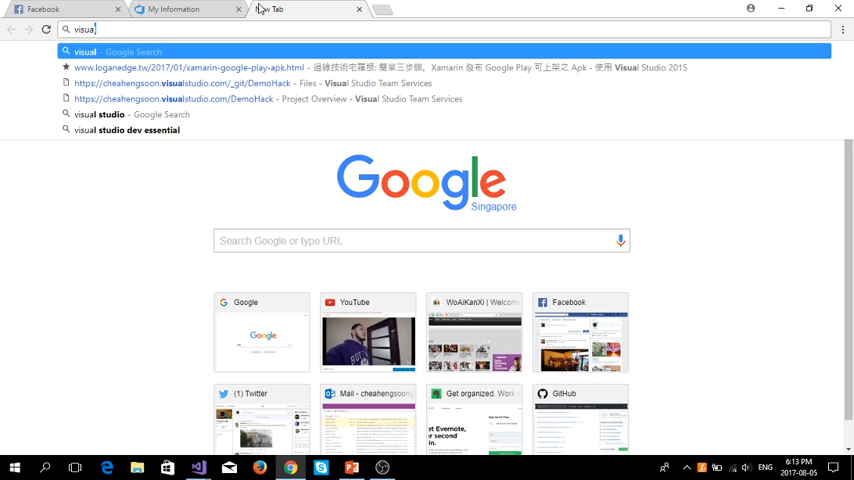 Facebook
My Information
New Tab
visual
visual - Google Search
www.loganedge.tw/2017/01/xamarin-google-play-apk.html - 邊緣技術宅羅根: 簡單三步驟，Xamarin 發布 Google Play 可上架之 Apk - 使用 Visual Studio 2015
https://cheahengsoon.visualstudio.com/_git/DemoHack - Files - Visual Studio Team Services
https://cheahengsoon.visualstudio.com/DemoHack - Project Overview - Visual Studio Team Services
visual studio - Google Search
visual studio dev essential
Google
Singapore
Search Google or type URL
Google
YouTube
WoAiKanXi | Welcome
Facebook
(1) Twitter
Mail - cheahengsoong
Get organized. Work
GitHub
ENG
6:13 PM
2017-08-05